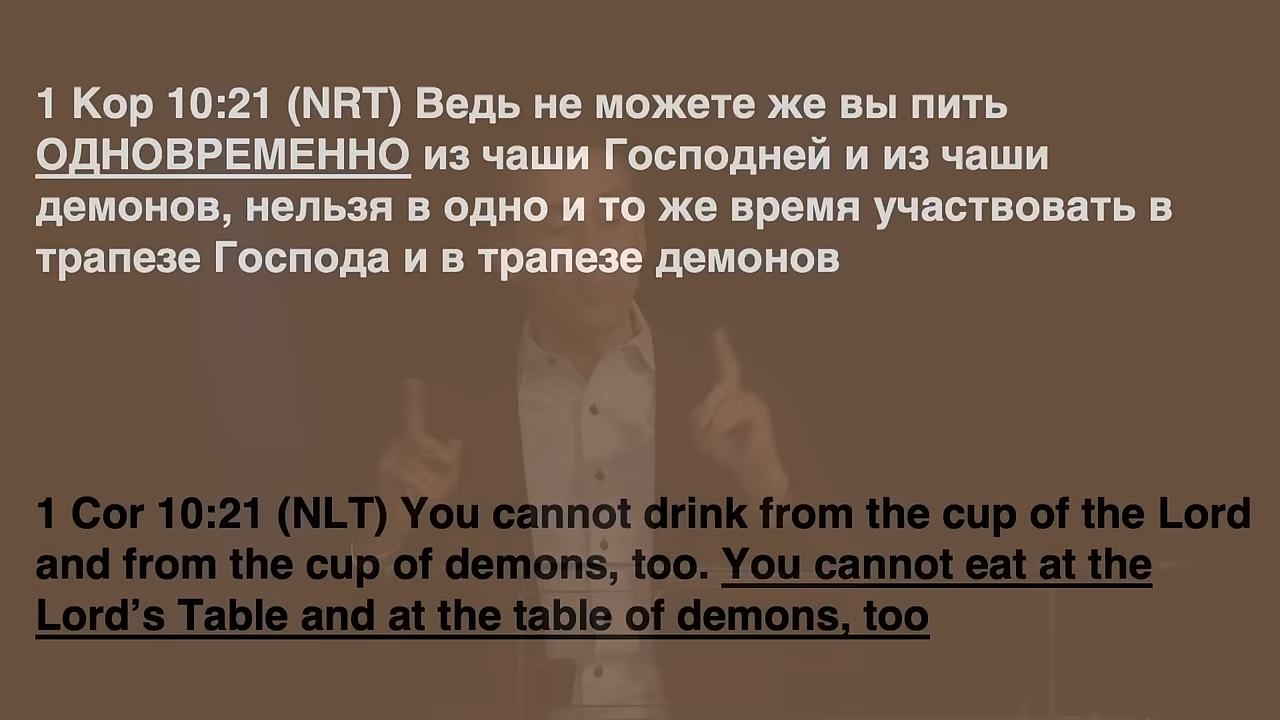 1 Кор 10:21 (NRT) Ведь не можете же вы пить
ОДНОВРЕМЕННО из чаши Господней и из чаши
демонов, нельзя в одно и то же время участвовать в
трапезе Господа и в трапезе демонов
1 Cor 10:21 (NLT) You cannot drink from the cup of the Lord
and from the cup of demons, too. You cannot eat at the
Lord’s Table and at the table of demons, too